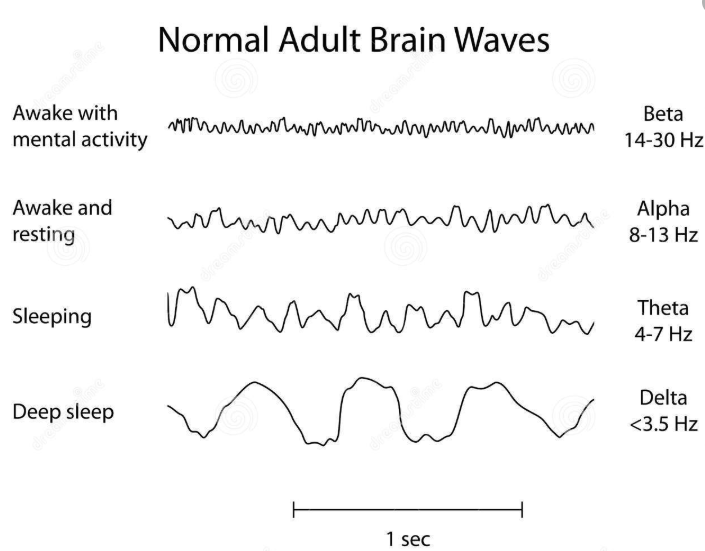 Normal Adult Brain Waves
Awake with
mental activity
Beta
14-30 Hz
Awake and
resting
Alpha
8-13 Hz
Sleeping
Theta
4-7 Hz
Deep sleep
Delta
<3.5 Hz
1 sec